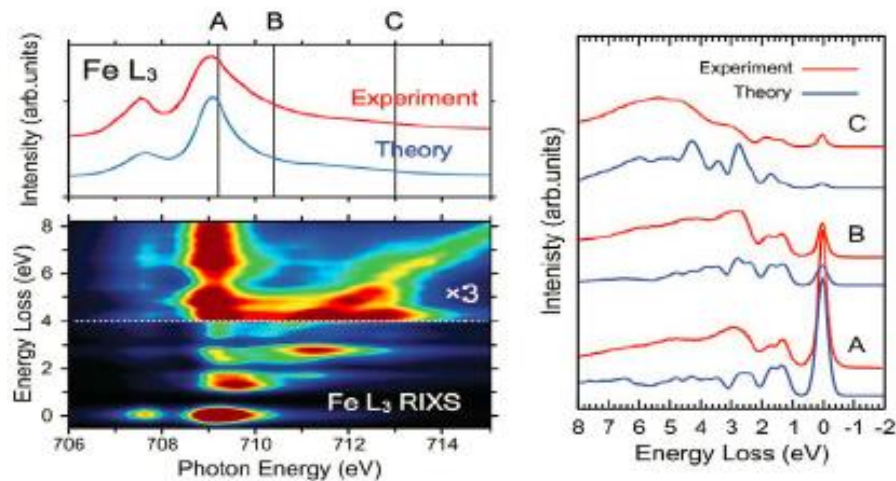 A B C
Fe L₃
Experiment
Theory
Intensity (arb.units)
8
6
4
2
0
Energy Loss (eV)
×3
Fe L₃ RIXS
706 708 710 712 714
Photon Energy (eV)
Experiment
Theory
C
B
A
Intenisty (arb.units)
8 7 6 5 4 3 2 1 0 -1 -2
Energy Loss (eV)